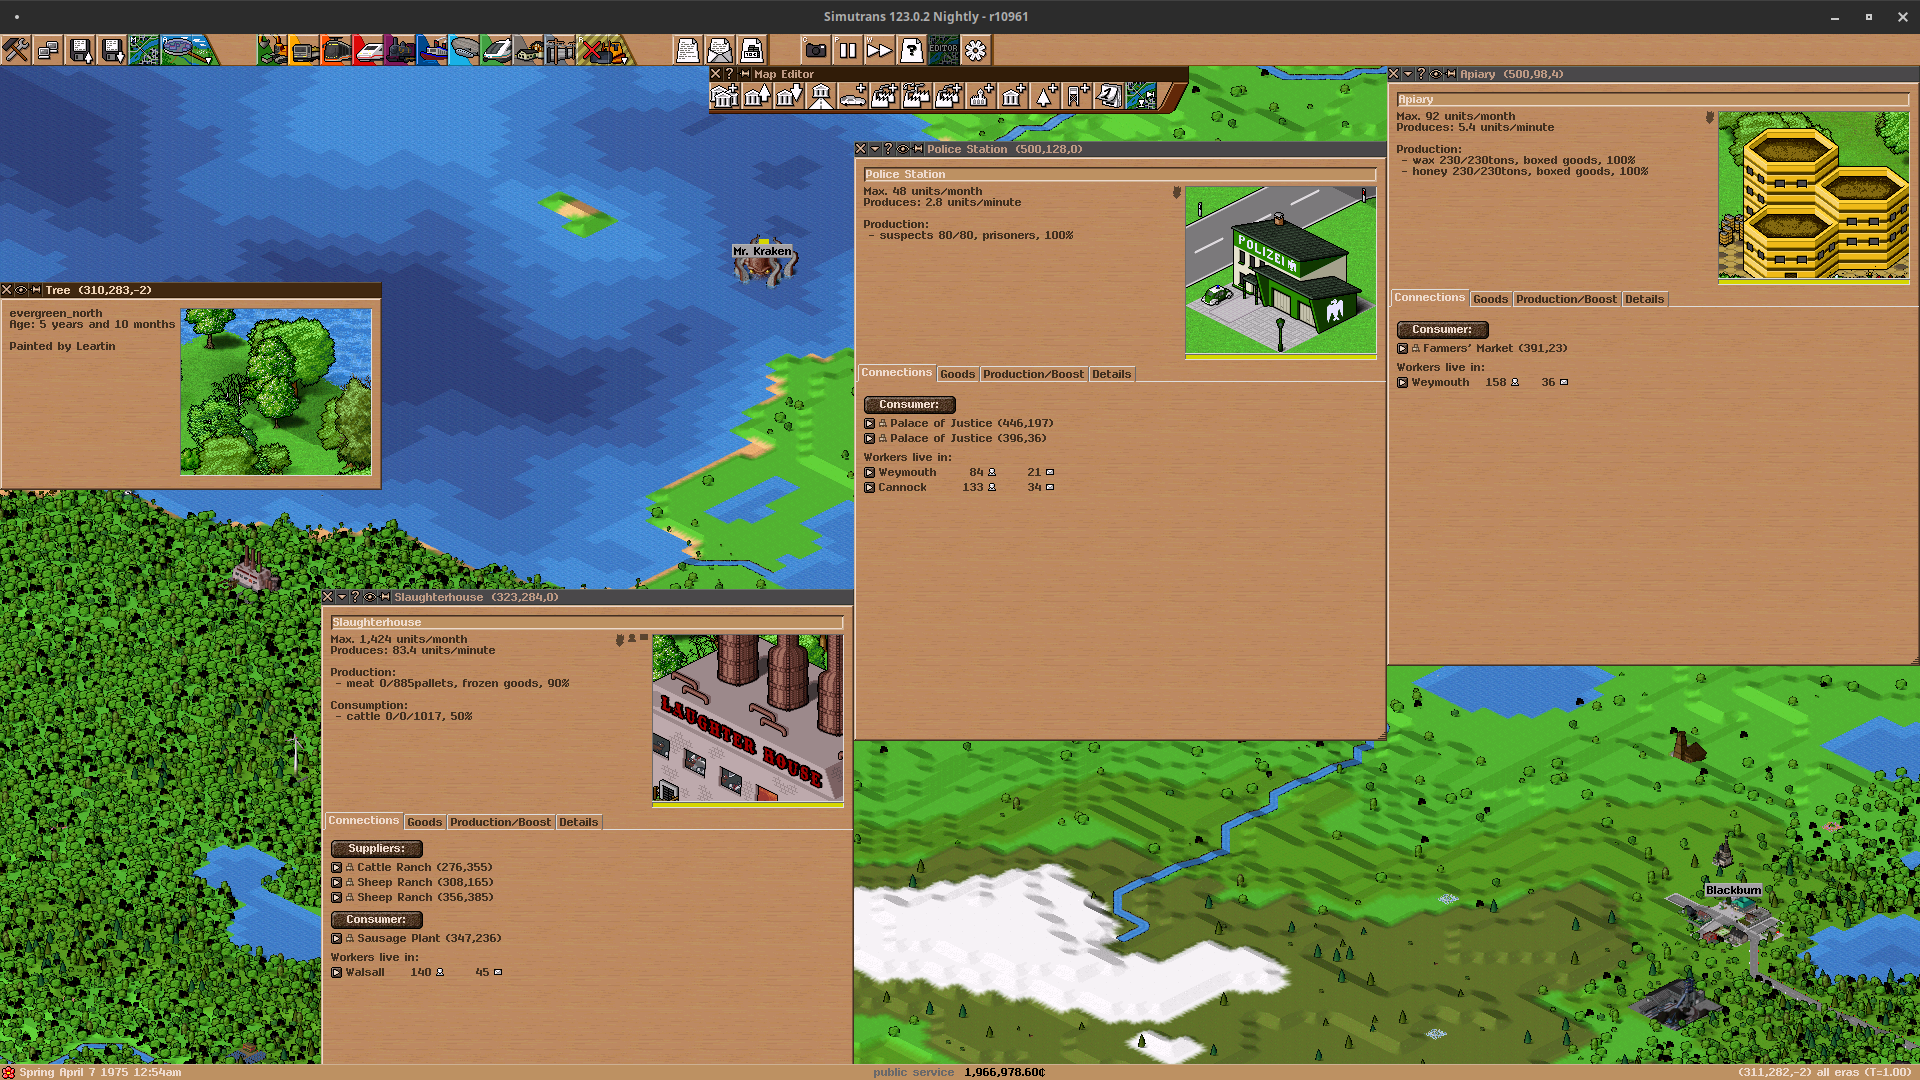 Simutrans 123.0.2 Nightly - r10961
EDITOR
Map Editor
Apiary (500,98,4)
Apiary
Max. 92 units/month
Produces: 5.4 units/minute
Production:
- wax 230/230tons, boxed goods, 100%
- honey 230/230tons, boxed goods, 100%
Connections Goods Production/Boost Details
Consumer:
Farmers' Market (391,23)
Workers live in:
Weymouth 158 36
Police Station (500,128,0)
Police Station
Max. 48 units/month
Produces: 2.8 units/minute
Production:
- suspects 80/80, prisoners, 100%
POLIZEI
Connections Goods Production/Boost Details
Consumer:
Palace of Justice (446,197)
Palace of Justice (396,36)
Workers live in:
Weymouth 84 21
Cannock 133 34
Mr. Kraken
Tree (310,283,-2)
evergreen_north
Age: 5 years and 10 months
Painted by Leartin
Slaughterhouse (323,284,0)
Slaughterhouse
Max. 1,424 units/month
Produces: 83.4 units/minute
Production:
- meat 0/885pallets, frozen goods, 90%
Consumption:
- cattle 0/0/1017, 50%
LAUGHTER HOUSE
Connections Goods Production/Boost Details
Suppliers:
Cattle Ranch (276,355)
Sheep Ranch (308,165)
Sheep Ranch (356,385)
Consumer:
Sausage Plant (347,236)
Workers live in:
Walsall 140 45
Blackburn
Spring April 7 1975 12:54am
public service 1,966,978.60¢
(311,282,-2) all eras (T=1.00)